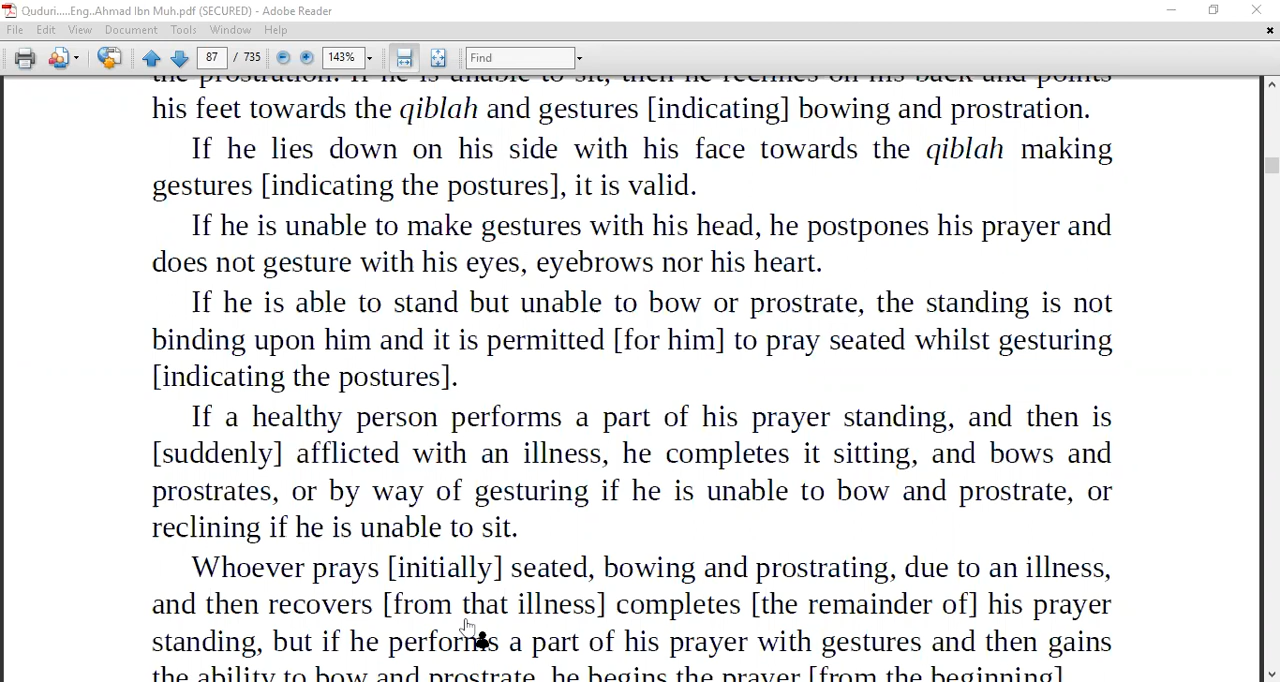 Quduri.....Eng..Ahmad Ibn Muh.pdf (SECURED) - Adobe Reader
File Edit View Document Tools Window Help
87 / 735 143% Find
the prostration. If he is unable to sit, then he reclines on his back and points
his feet towards the qiblah and gestures [indicating] bowing and prostration.
If he lies down on his side with his face towards the qiblah making
gestures [indicating the postures], it is valid.
If he is unable to make gestures with his head, he postpones his prayer and
does not gesture with his eyes, eyebrows nor his heart.
If he is able to stand but unable to bow or prostrate, the standing is not
binding upon him and it is permitted [for him] to pray seated whilst gesturing
[indicating the postures].
If a healthy person performs a part of his prayer standing, and then is
[suddenly] afflicted with an illness, he completes it sitting, and bows and
prostrates, or by way of gesturing if he is unable to bow and prostrate, or
reclining if he is unable to sit.
Whoever prays [initially] seated, bowing and prostrating, due to an illness,
and then recovers [from that illness] completes [the remainder of] his prayer
standing, but if he performs a part of his prayer with gestures and then gains
the ability to bow and prostrate, he begins the prayer [from the beginning].